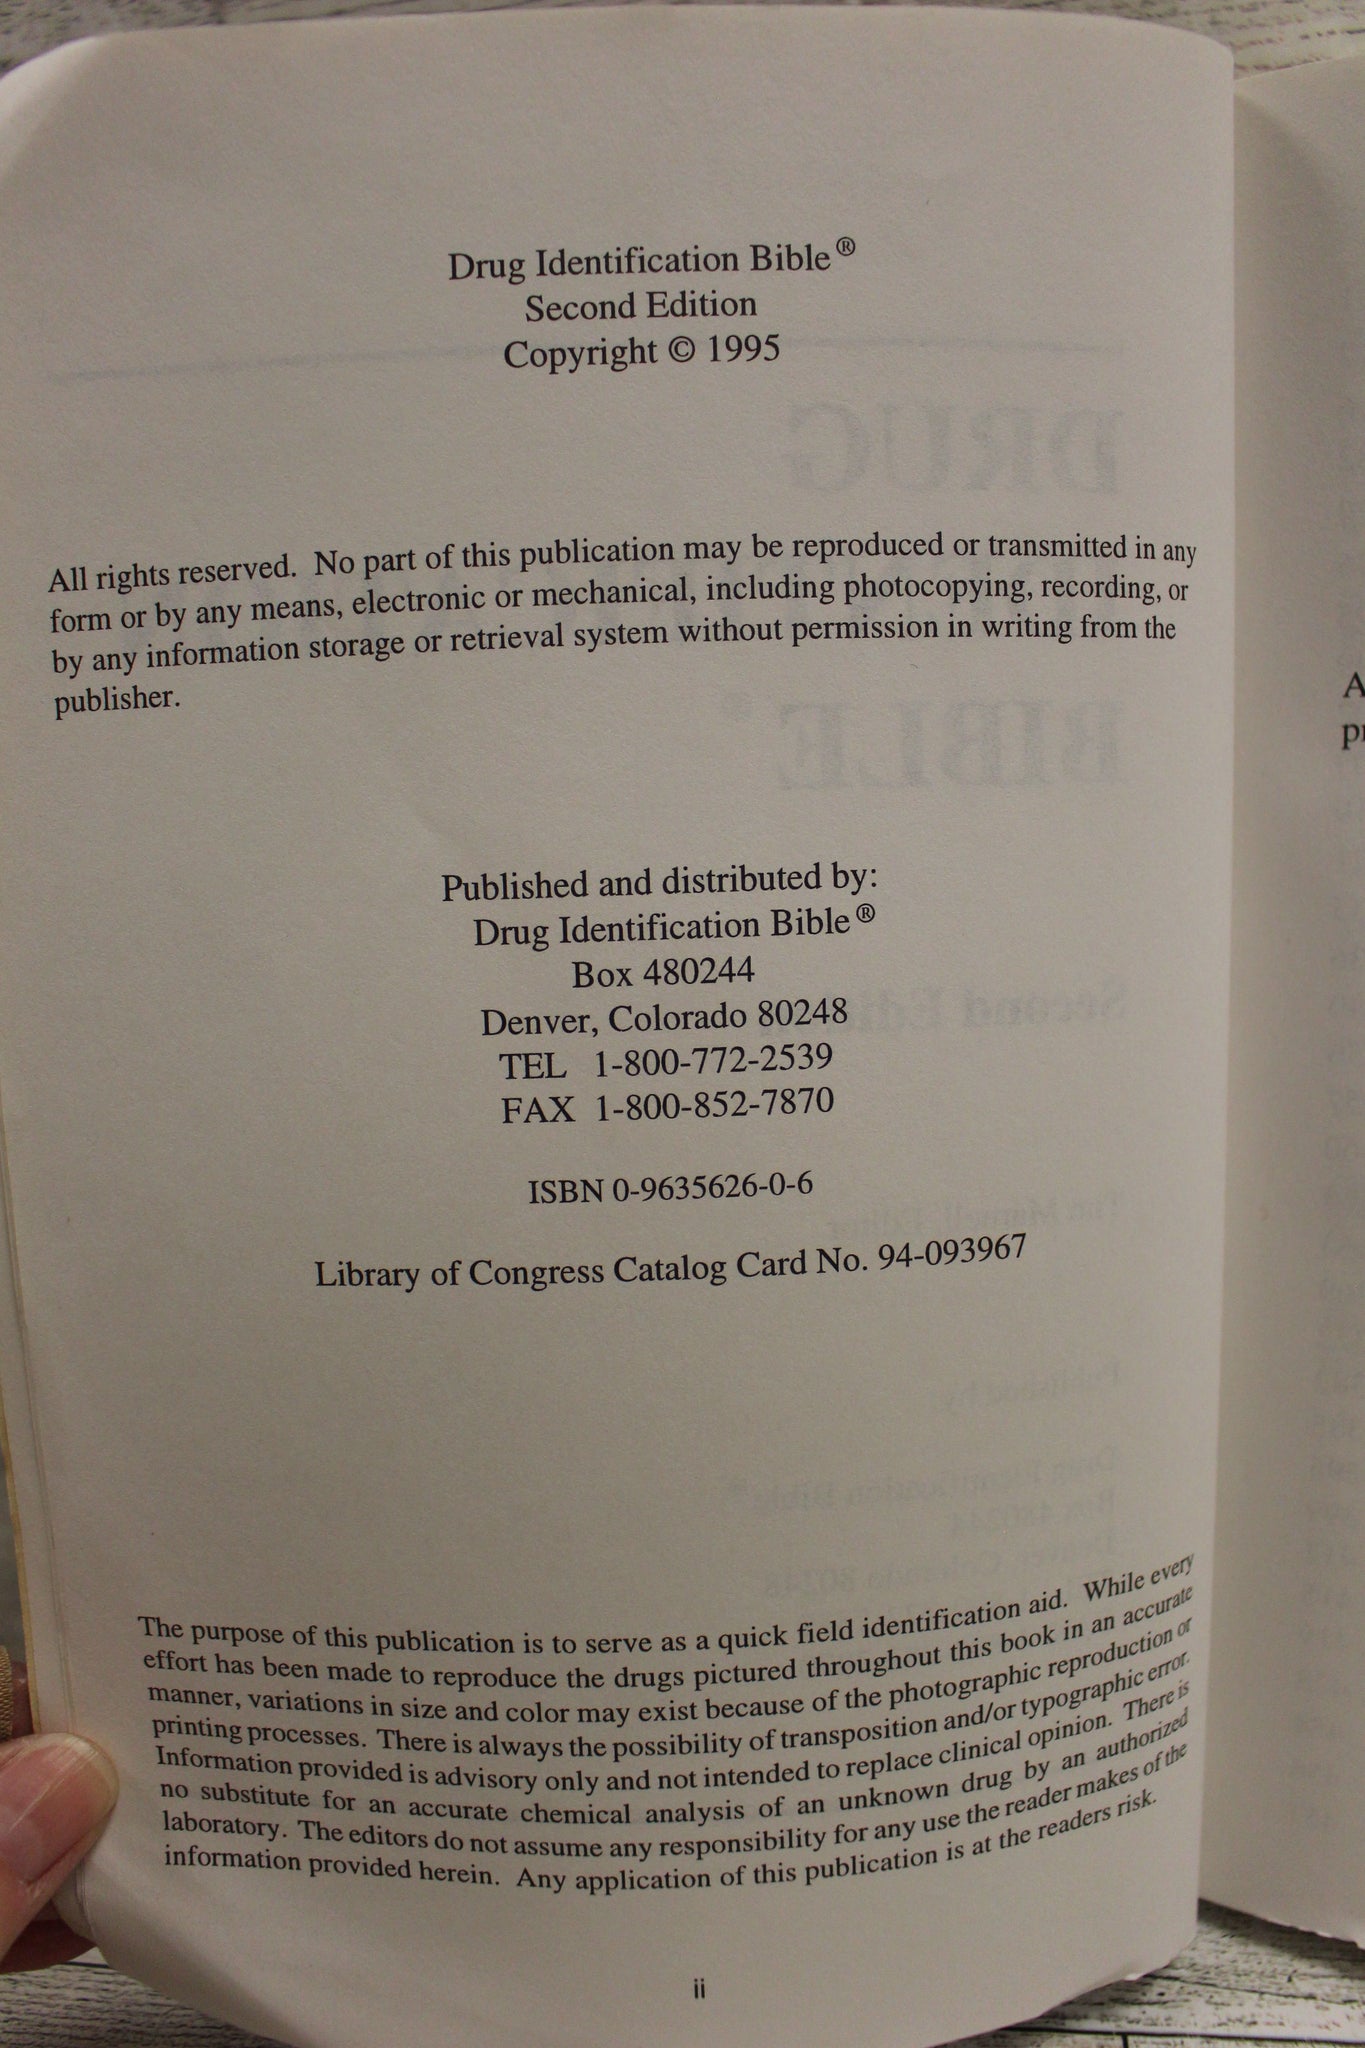 Drug Identification Bible®
Second Edition
Copyright © 1995
All rights reserved. No part of this publication may be reproduced or transmitted in any
form or by any means, electronic or mechanical, including photocopying, recording, or
by any information storage or retrieval system without permission in writing from the
publisher.
Published and distributed by:
Drug Identification Bible®
Box 480244
Denver, Colorado 80248
TEL 1-800-772-2539
FAX 1-800-852-7870
ISBN 0-9635626-0-6
Library of Congress Catalog Card No. 94-093967
The purpose of this publication is to serve as a quick field identification aid. While every
effort has been made to reproduce the drugs pictured throughout this book in an accurate
manner, variations in size and color may exist because of the photographic reproduction or
printing processes. There is always the possibility of transposition and/or typographic error.
Information provided is advisory only and not intended to replace clinical opinion. There is
no substitute for an accurate chemical analysis of an unknown drug by an authorized
laboratory. The editors do not assume any responsibility for any use the reader makes of the
information provided herein. Any application of this publication is at the readers risk.
ii